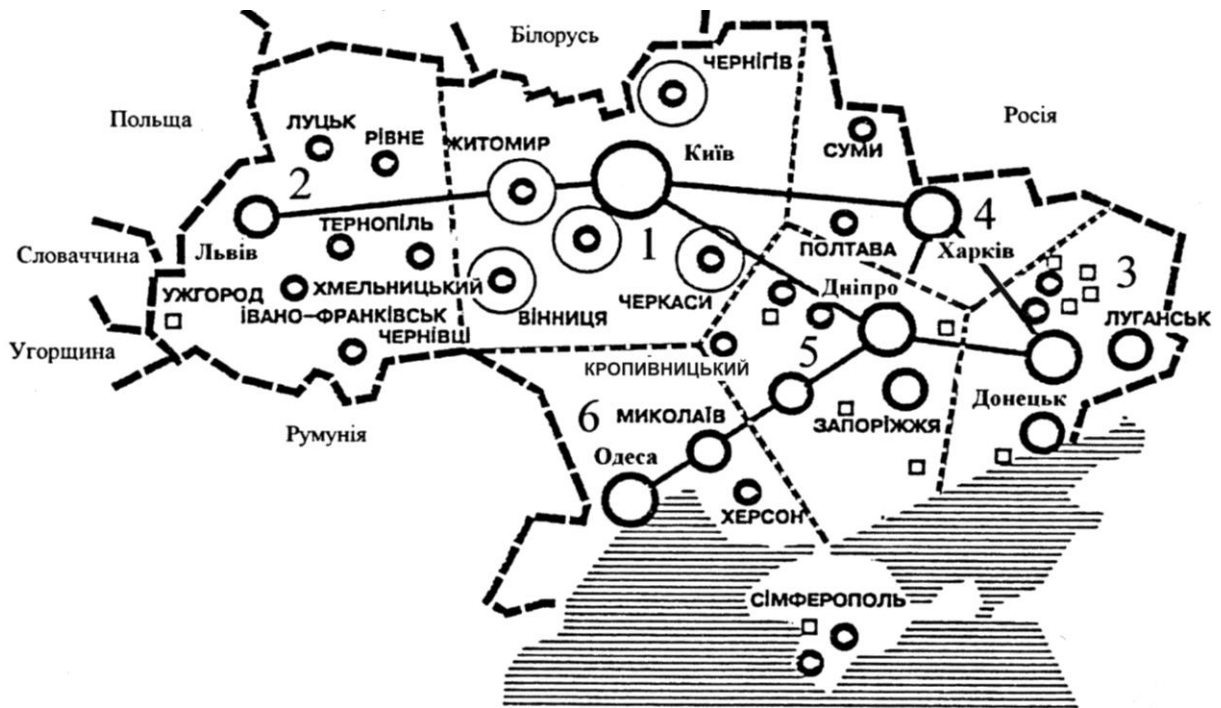 Білорусь
ЧЕРНІГІВ
Польща
Росія
ЛУЦЬК
РІВНЕ
ЖИТОМИР
Київ
СУМИ
2
4
ТЕРНОПІЛЬ
Львів
1
ПОЛТАВА
Харків
Словаччина
3
УЖГОРОД
ХМЕЛЬНИЦЬКИЙ
ЧЕРКАСИ
Дніпро
ІВАНО–ФРАНКІВСЬК
ВІННИЦЯ
ЛУГАНСЬК
ЧЕРНІВЦІ
Угорщина
5
КРОПИВНИЦЬКИЙ
Донецьк
6
МИКОЛАЇВ
ЗАПОРІЖЖЯ
Румунія
Одеса
ХЕРСОН
СІМФЕРОПОЛЬ